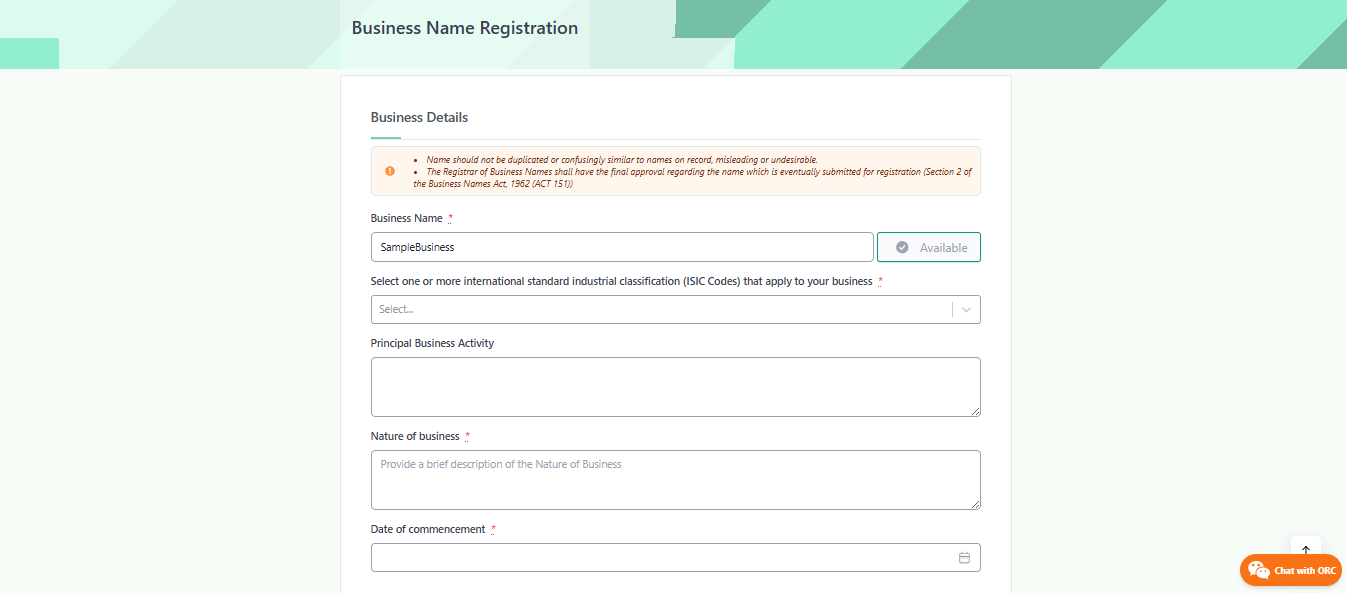 Business Name Registration
Business Details
• Name should not be duplicated or confusingly similar to names on record, misleading or undesirable.
• The Registrar of Business Names shall have the final approval regarding the name which is eventually submitted for registration (Section 2 of
the Business Names Act, 1962 (ACT 151))
Business Name *
SampleBusiness
Available
Select one or more international standard industrial classification (ISIC Codes) that apply to your business *
Select...
Principal Business Activity
Nature of business *
Provide a brief description of the Nature of Business
Date of commencement *
Chat with ORC